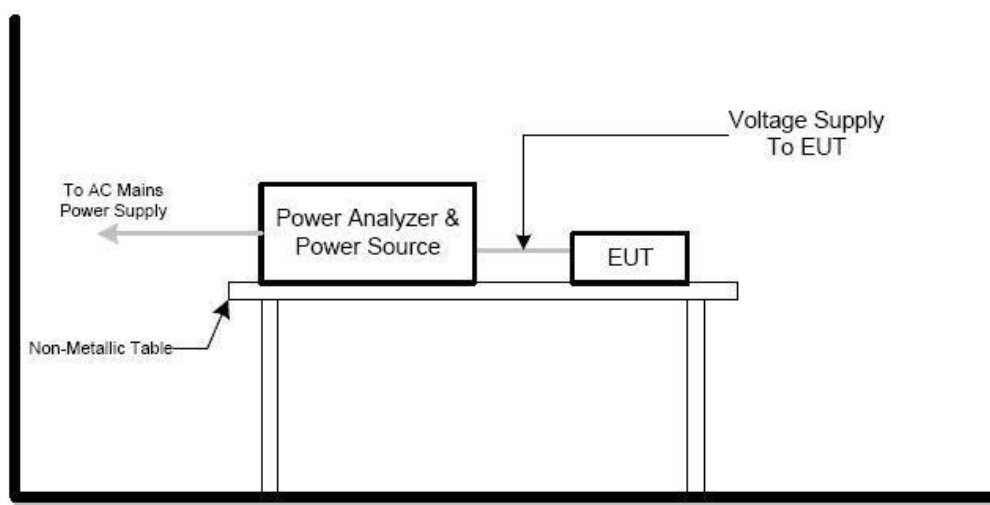 Voltage Supply
To EUT
To AC Mains
Power Supply
Power Analyzer &
Power Source
EUT
Non-Metallic Table